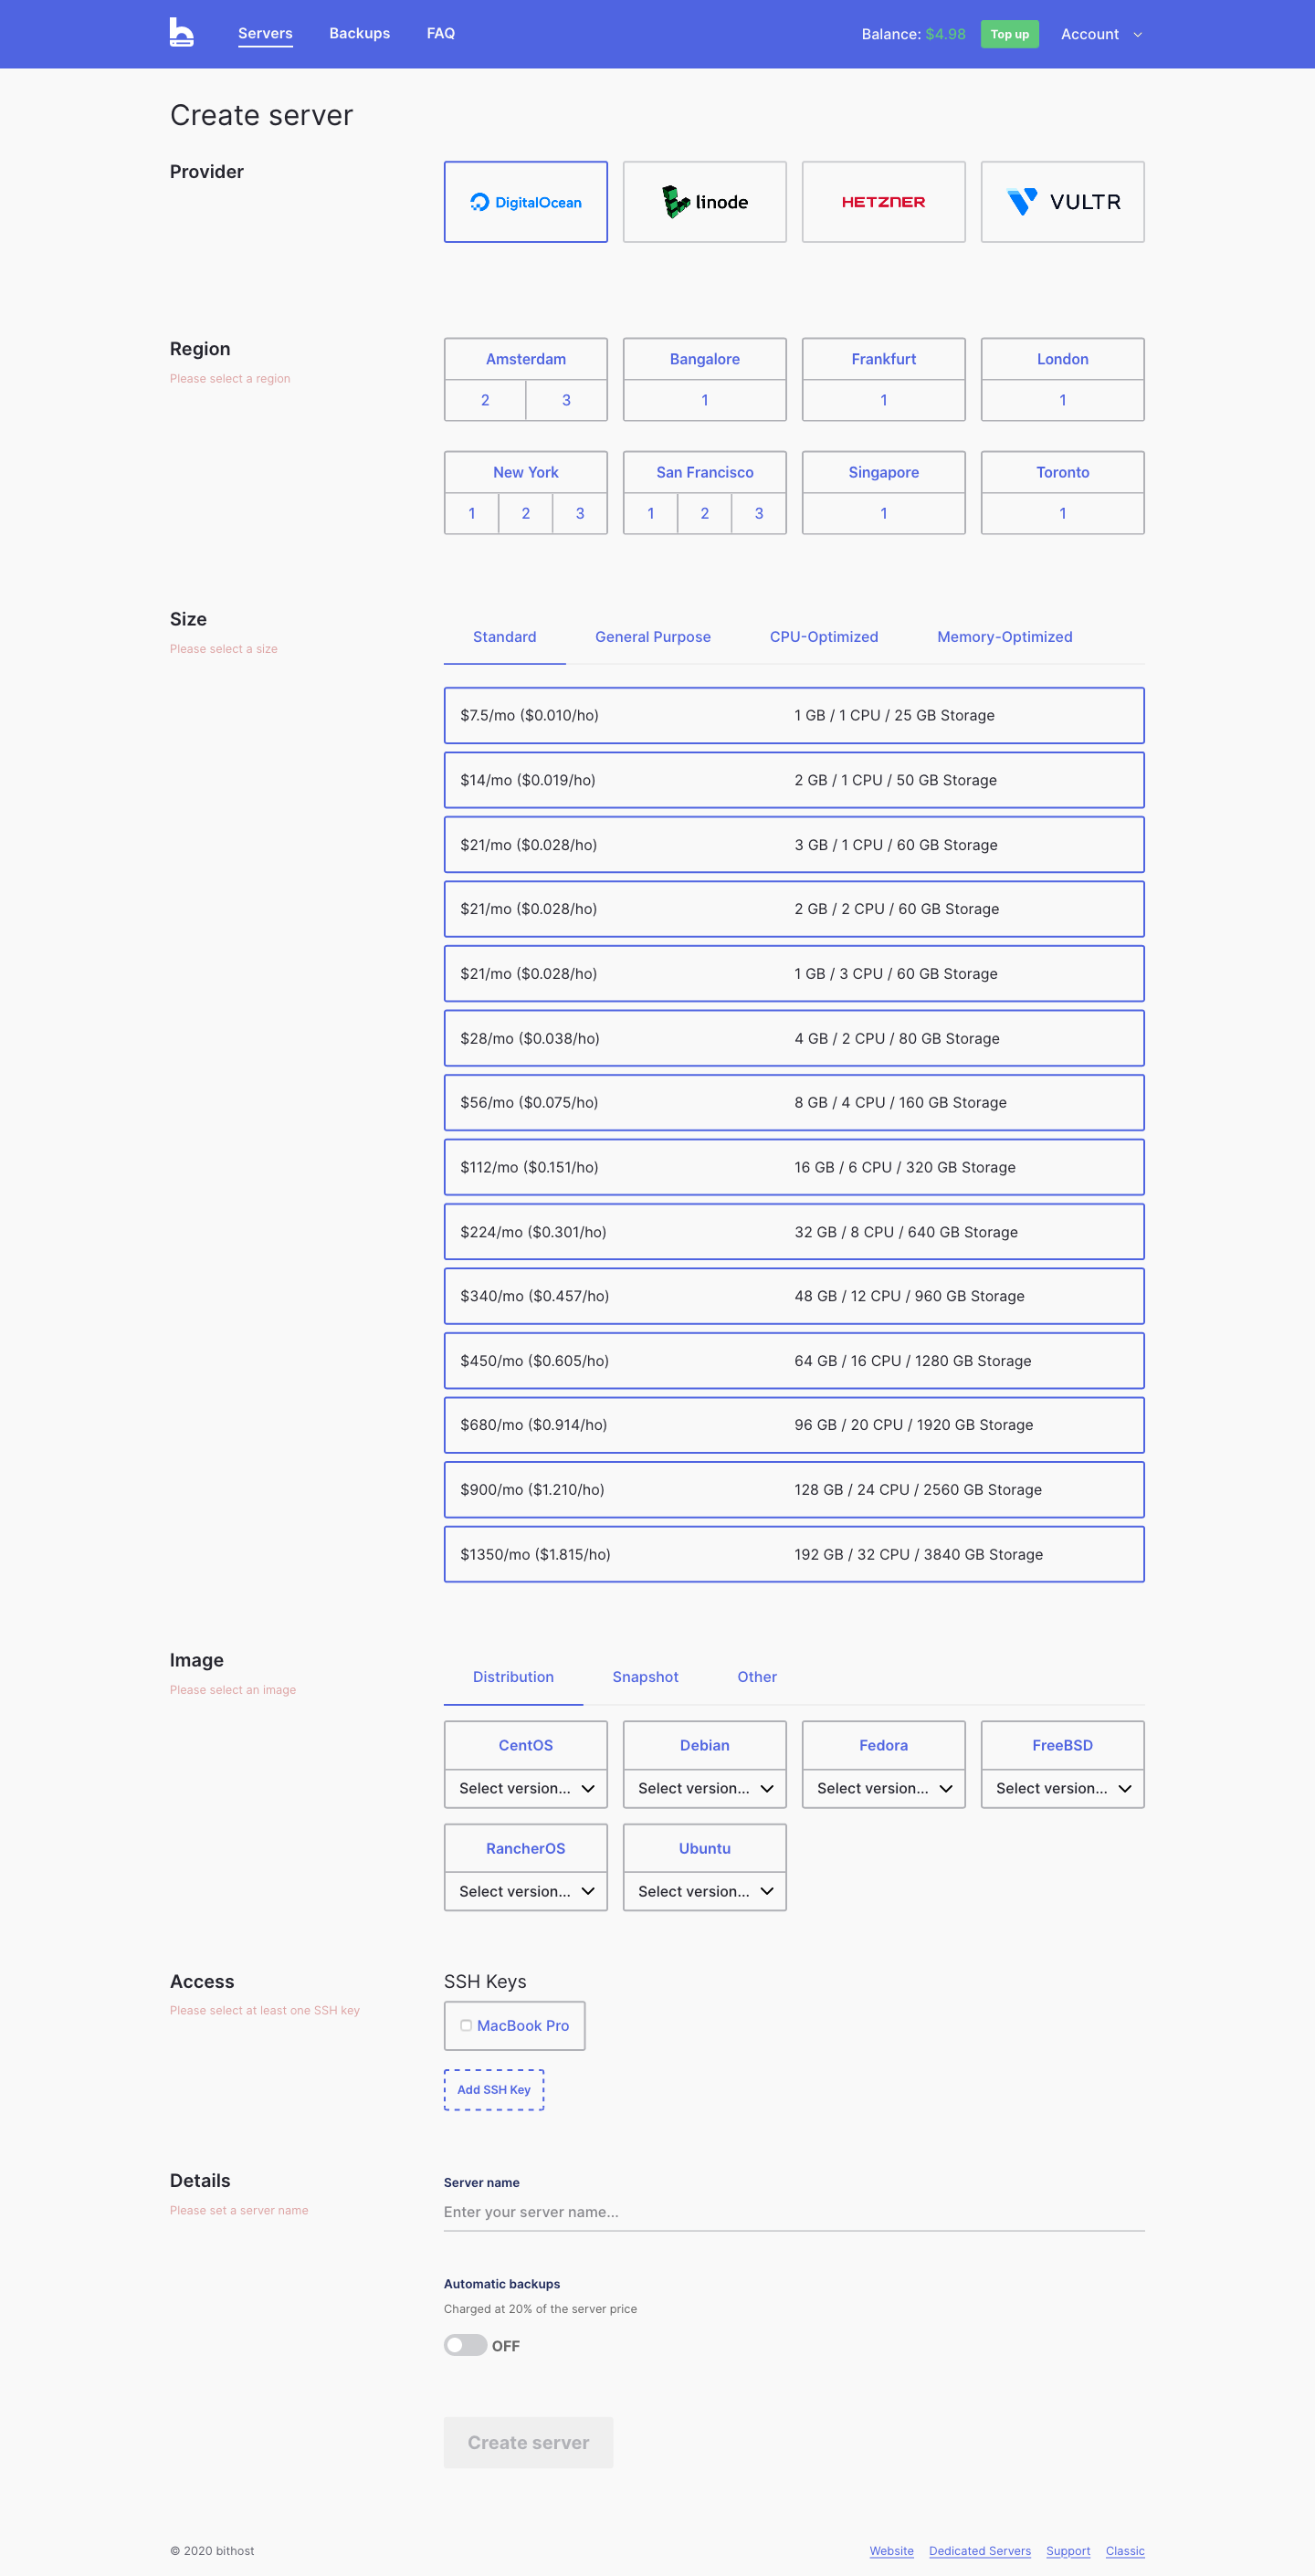 Servers Backups FAQ Balance: $4.98 Top up Account
Create server
Provider
DigitalOcean linode HETZNER VULTR
Region
Please select a region
Amsterdam Bangalore Frankfurt London
2 3 1 1 1
New York San Francisco Singapore Toronto
1 2 3 1 2 3 1 1
Size
Please select a size
Standard General Purpose CPU-Optimized Memory-Optimized
$7.5/mo ($0.010/ho) 1 GB / 1 CPU / 25 GB Storage
$14/mo ($0.019/ho) 2 GB / 1 CPU / 50 GB Storage
$21/mo ($0.028/ho) 3 GB / 1 CPU / 60 GB Storage
$21/mo ($0.028/ho) 2 GB / 2 CPU / 60 GB Storage
$21/mo ($0.028/ho) 1 GB / 3 CPU / 60 GB Storage
$28/mo ($0.038/ho) 4 GB / 2 CPU / 80 GB Storage
$56/mo ($0.075/ho) 8 GB / 4 CPU / 160 GB Storage
$112/mo ($0.151/ho) 16 GB / 6 CPU / 320 GB Storage
$224/mo ($0.301/ho) 32 GB / 8 CPU / 640 GB Storage
$340/mo ($0.457/ho) 48 GB / 12 CPU / 960 GB Storage
$450/mo ($0.605/ho) 64 GB / 16 CPU / 1280 GB Storage
$680/mo ($0.914/ho) 96 GB / 20 CPU / 1920 GB Storage
$900/mo ($1.210/ho) 128 GB / 24 CPU / 2560 GB Storage
$1350/mo ($1.815/ho) 192 GB / 32 CPU / 3840 GB Storage
Image
Please select an image
Distribution Snapshot Other
CentOS Debian Fedora FreeBSD
Select version... Select version... Select version... Select version...
RancherOS Ubuntu
Select version... Select version...
Access
Please select at least one SSH key
SSH Keys
MacBook Pro
Add SSH Key
Details
Please set a server name
Server name
Enter your server name...
Automatic backups
Charged at 20% of the server price
OFF
Create server
© 2020 bithost Website Dedicated Servers Support Classic